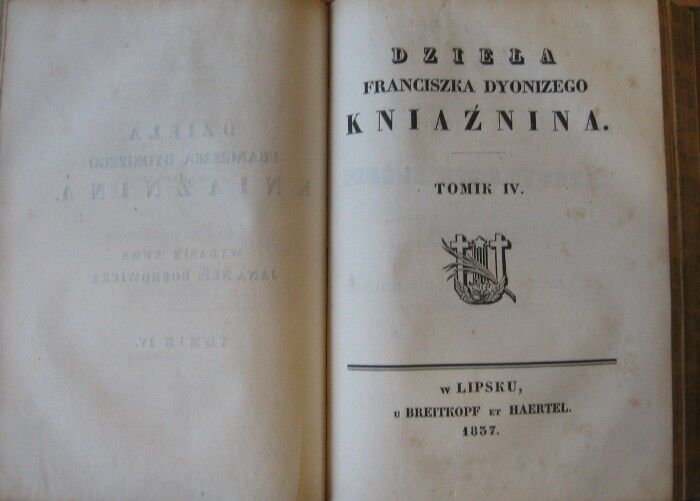 DZIEŁA
FRANCISZKA DYONIZEGO
KNIAŹNINA.
TOMIK IV.
W LIPSKU,
U BREITKOPF ET HAERTEL.
1837.